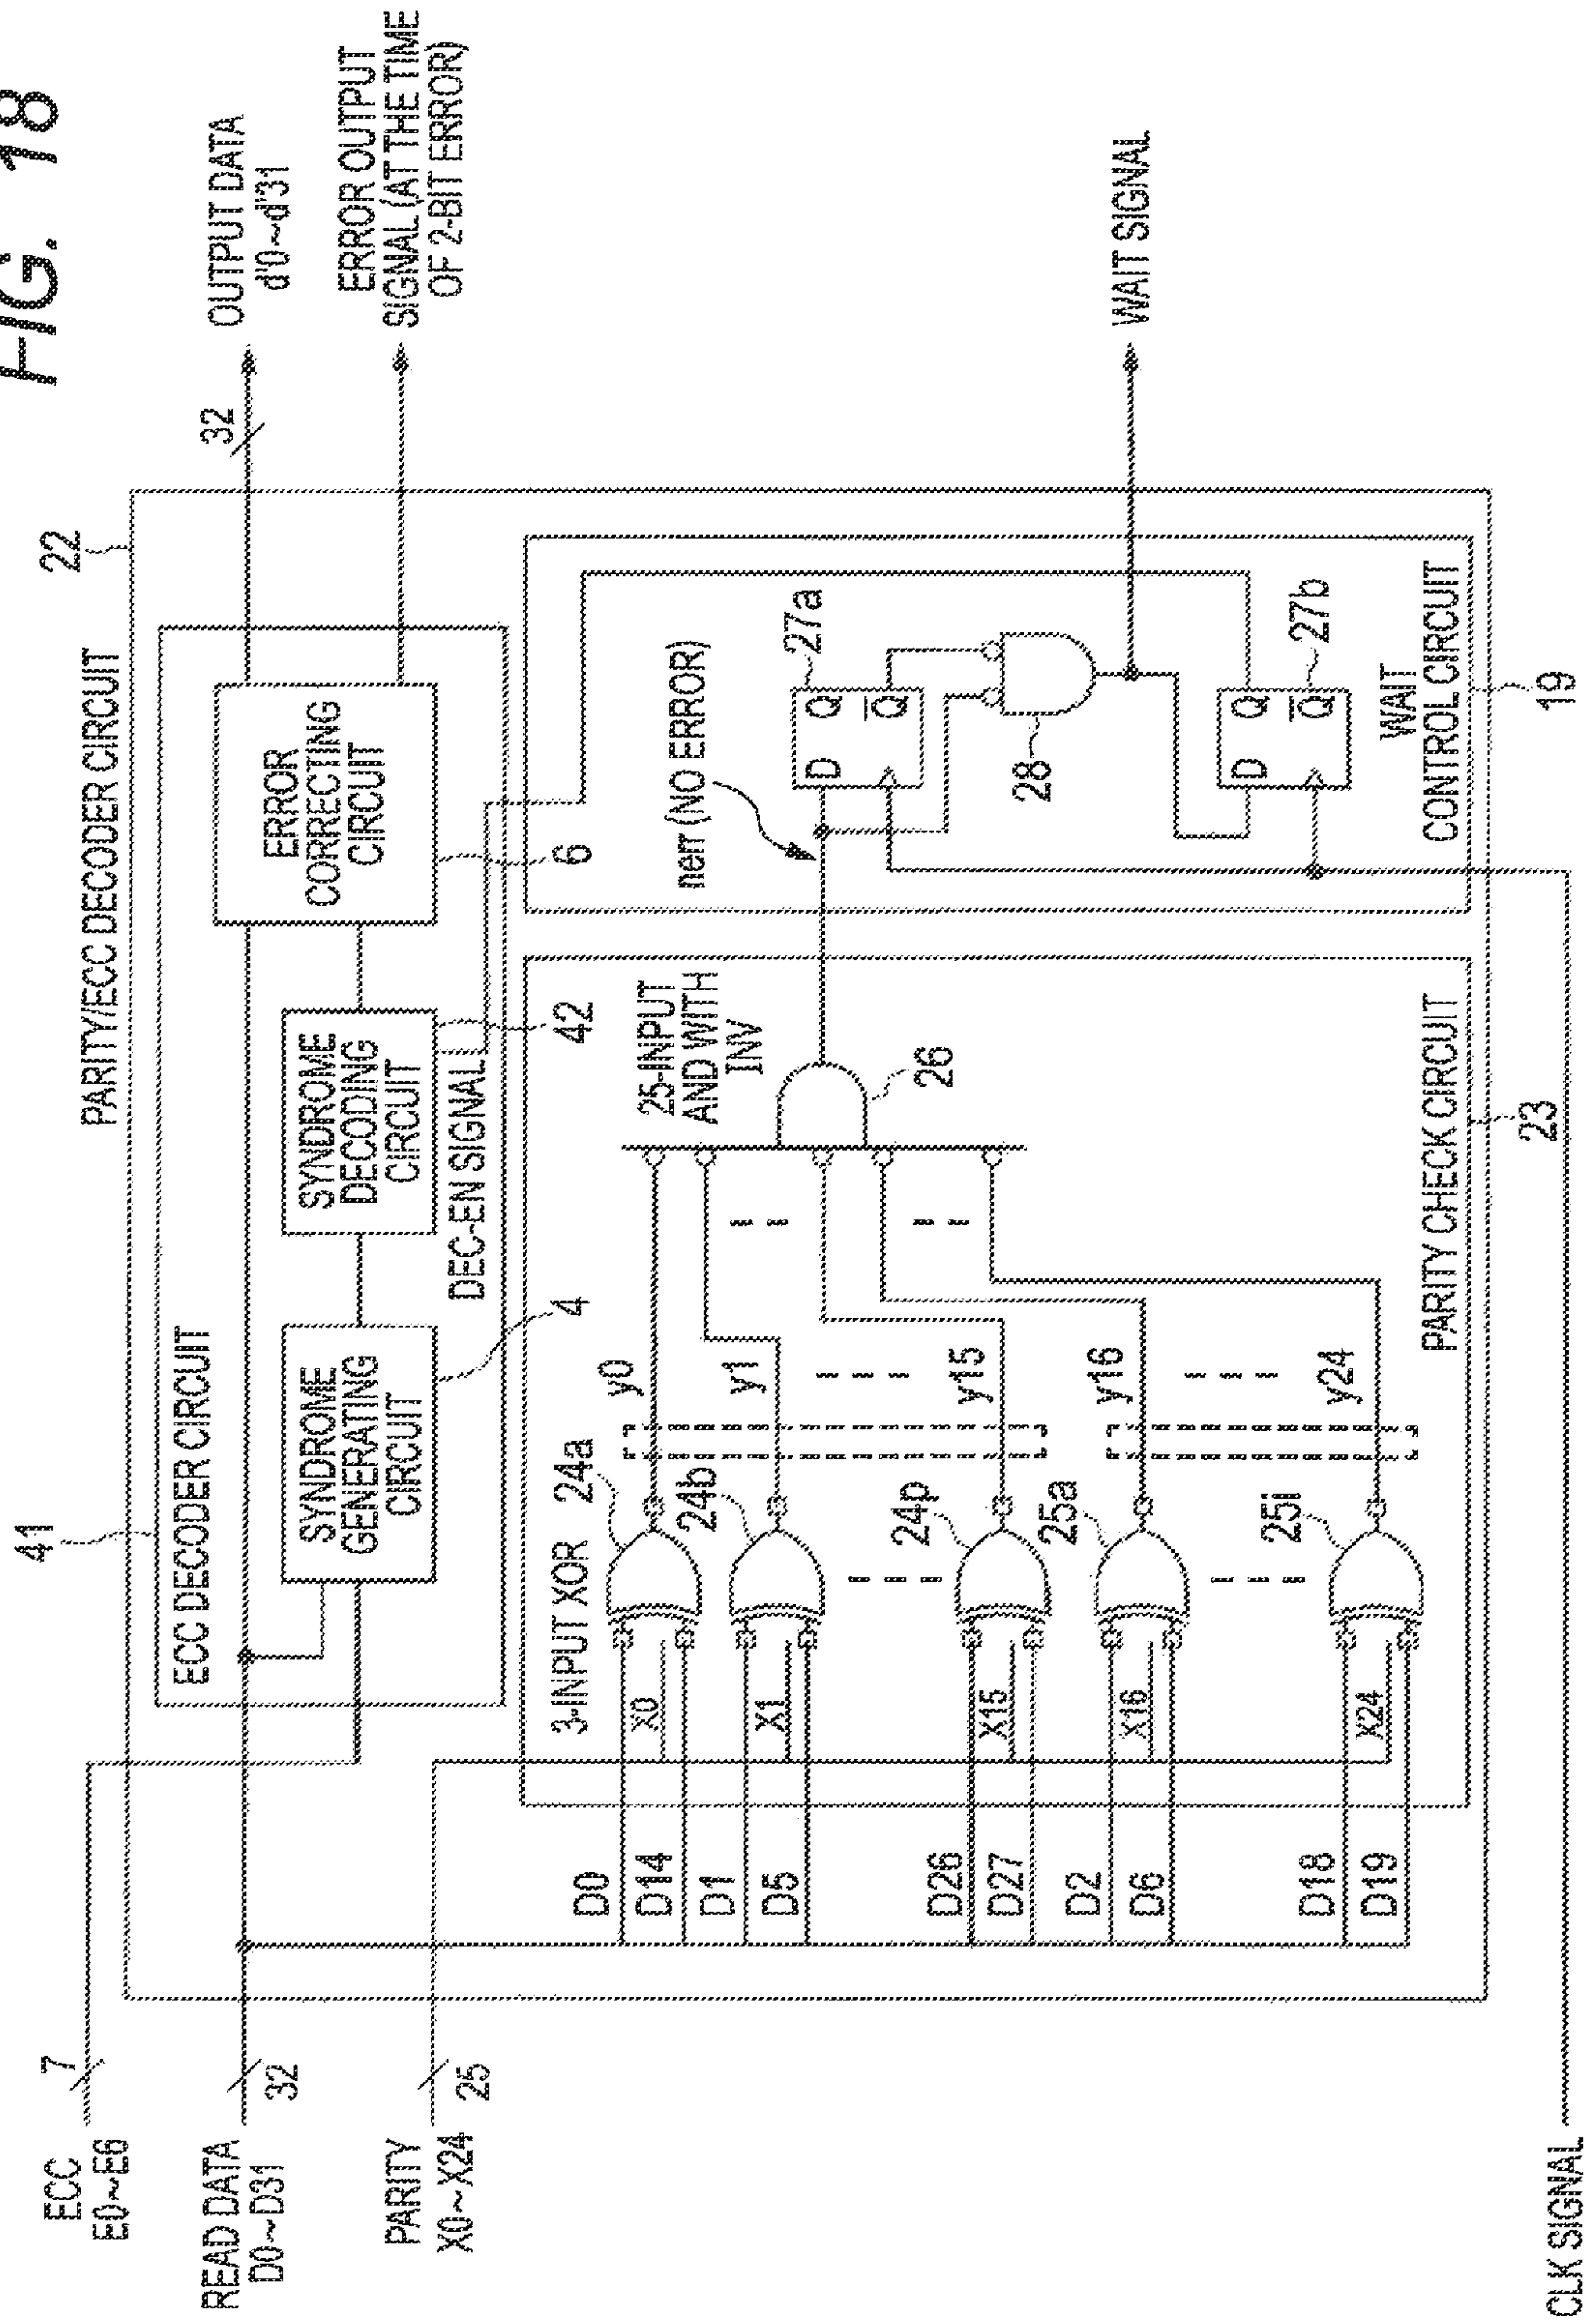 FIG. 18
22
PARITY/ECC DECODER CIRCUIT
41
ECC DECODER CIRCUIT
ECC
E0~E6
7
READ DATA
D0~D31
32
PARITY
X0~X24
25
CLK SIGNAL
SYNDROME
GENERATING
CIRCUIT
4
SYNDROME
DECODING
CIRCUIT
42
DEC-EN SIGNAL
ERROR
CORRECTING
CIRCUIT
6
32
OUTPUT DATA
d'0~d'31
ERROR OUTPUT
SIGNAL (AT THE TIME
OF 2-BIT ERROR)
3-INPUT XOR
D0
X0
D14
24a
y0
D1
X1
D5
24b
y1
D26
X15
D27
24p
y15
D2
X16
D6
25a
y16
D18
X24
D19
25i
y24
25-INPUT
AND WITH
INV
26
PARITY CHECK CIRCUIT
23
nerr (NO ERROR)
27a
D
Q
Q
28
27b
D
Q
Q
WAIT
CONTROL CIRCUIT
19
WAIT SIGNAL